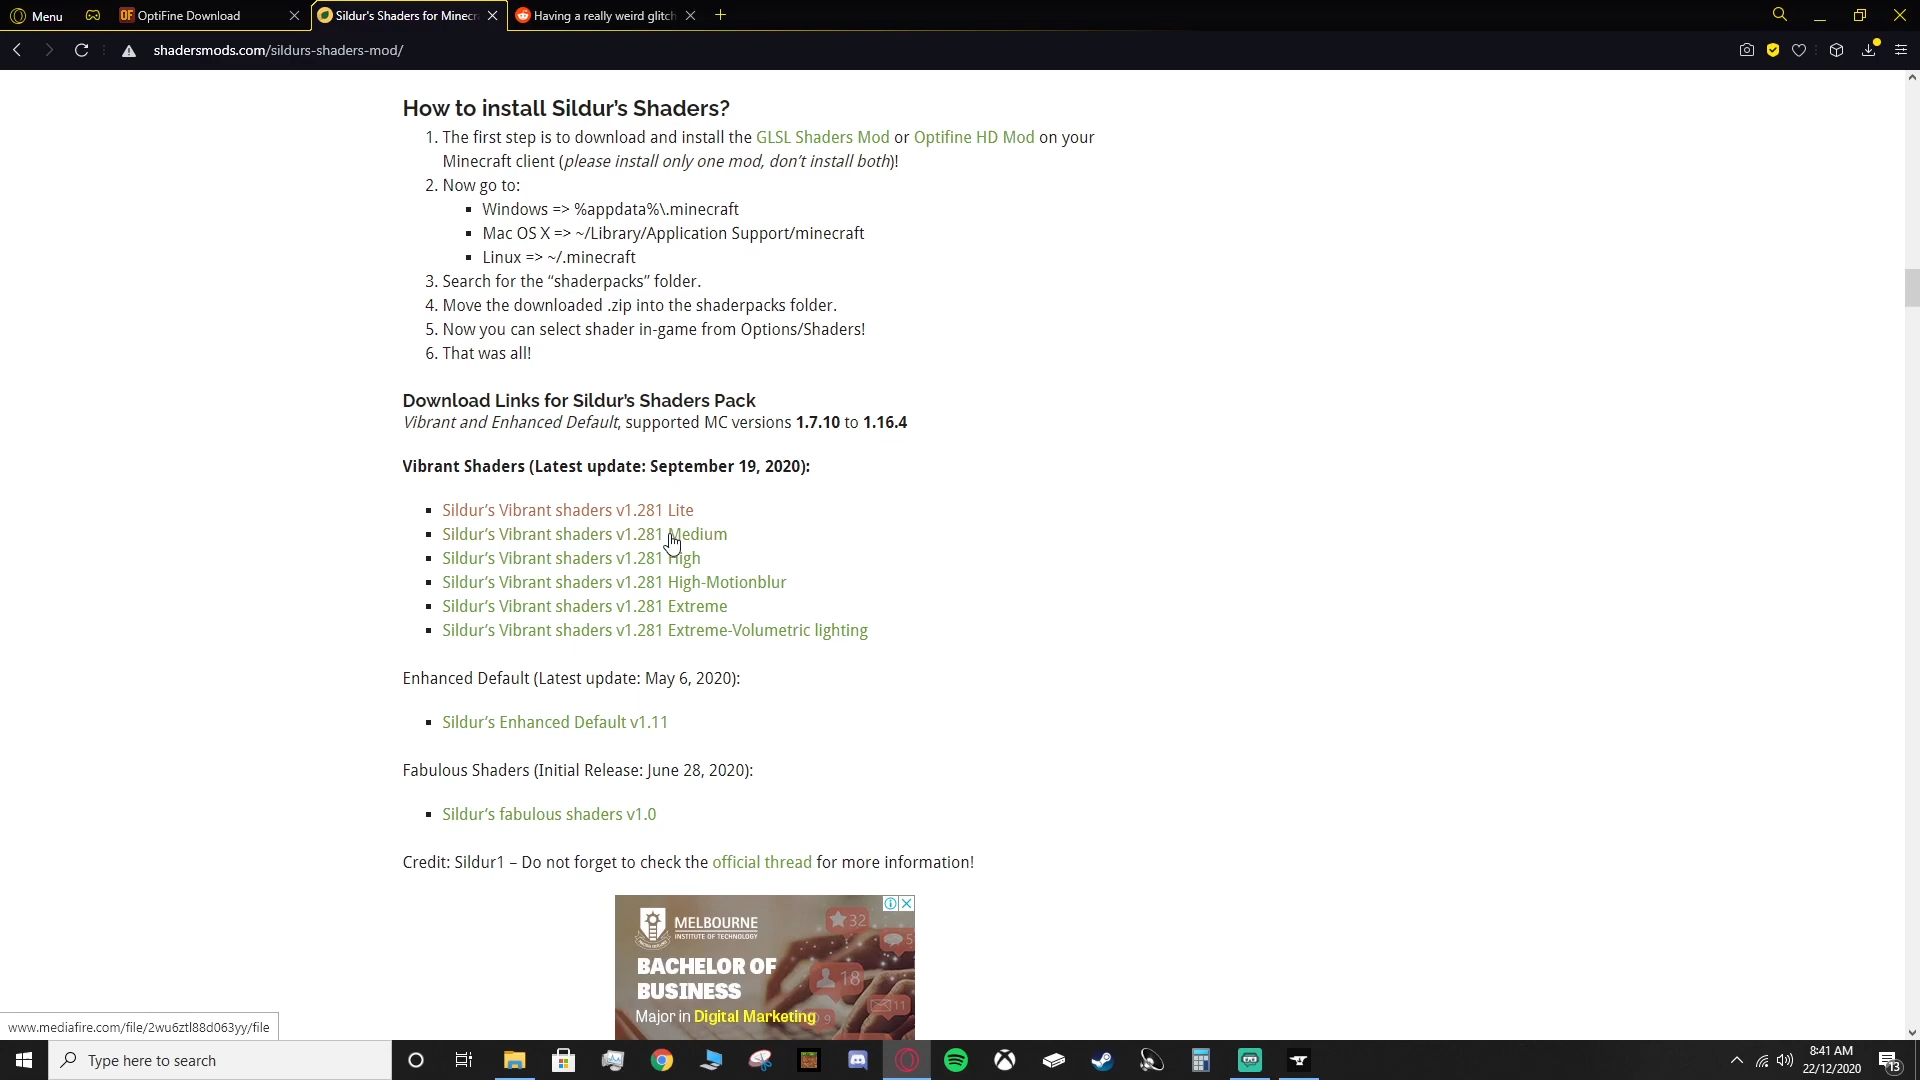 Menu
OF OptiFine Download
Sildur's Shaders for Minecr
Having a really weird glitch
shadersmods.com/sildurs-shaders-mod/
How to install Sildur's Shaders?
1. The first step is to download and install the GLSL Shaders Mod or Optifine HD Mod on your
Minecraft client (please install only one mod, don't install both)!
2. Now go to:
▪ Windows => %appdata%\.minecraft
▪ Mac OS X => ~/Library/Application Support/minecraft
▪ Linux => ~/.minecraft
3. Search for the “shaderpacks” folder.
4. Move the downloaded .zip into the shaderpacks folder.
5. Now you can select shader in-game from Options/Shaders!
6. That was all!
Download Links for Sildur's Shaders Pack
Vibrant and Enhanced Default, supported MC versions 1.7.10 to 1.16.4
Vibrant Shaders (Latest update: September 19, 2020):
▪ Sildur's Vibrant shaders v1.281 Lite
▪ Sildur's Vibrant shaders v1.281 Medium
▪ Sildur's Vibrant shaders v1.281 High
▪ Sildur's Vibrant shaders v1.281 High-Motionblur
▪ Sildur's Vibrant shaders v1.281 Extreme
▪ Sildur's Vibrant shaders v1.281 Extreme-Volumetric lighting
Enhanced Default (Latest update: May 6, 2020):
▪ Sildur's Enhanced Default v1.11
Fabulous Shaders (Initial Release: June 28, 2020):
▪ Sildur's fabulous shaders v1.0
Credit: Sildur1 – Do not forget to check the official thread for more information!
MELBOURNE
INSTITUTE OF TECHNOLOGY
32
5
BACHELOR OF
BUSINESS
18
11
Major in Digital Marketing
9
www.mediafire.com/file/2wu6ztl88d063yy/file
Type here to search
8:41 AM
22/12/2020
13